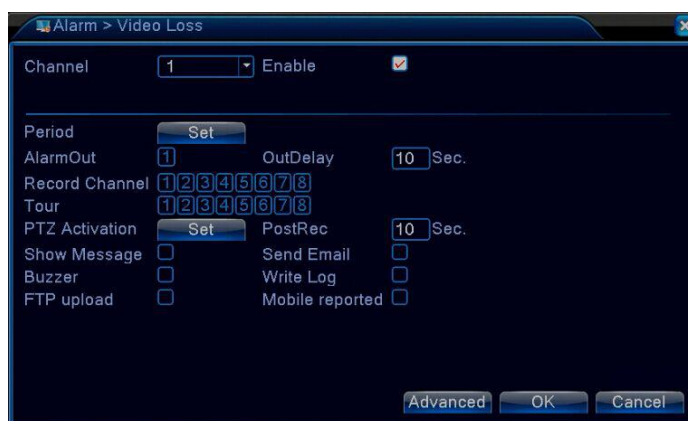 Alarm > Video Loss
Channel 1 Enable
Period Set
AlarmOut 1 OutDelay 10 Sec.
Record Channel 1 2 3 4 5 6 7 8
Tour 1 2 3 4 5 6 7 8
PTZ Activation Set PostRec 10 Sec.
Show Message Send Email
Buzzer Write Log
FTP upload Mobile reported
Advanced OK Cancel